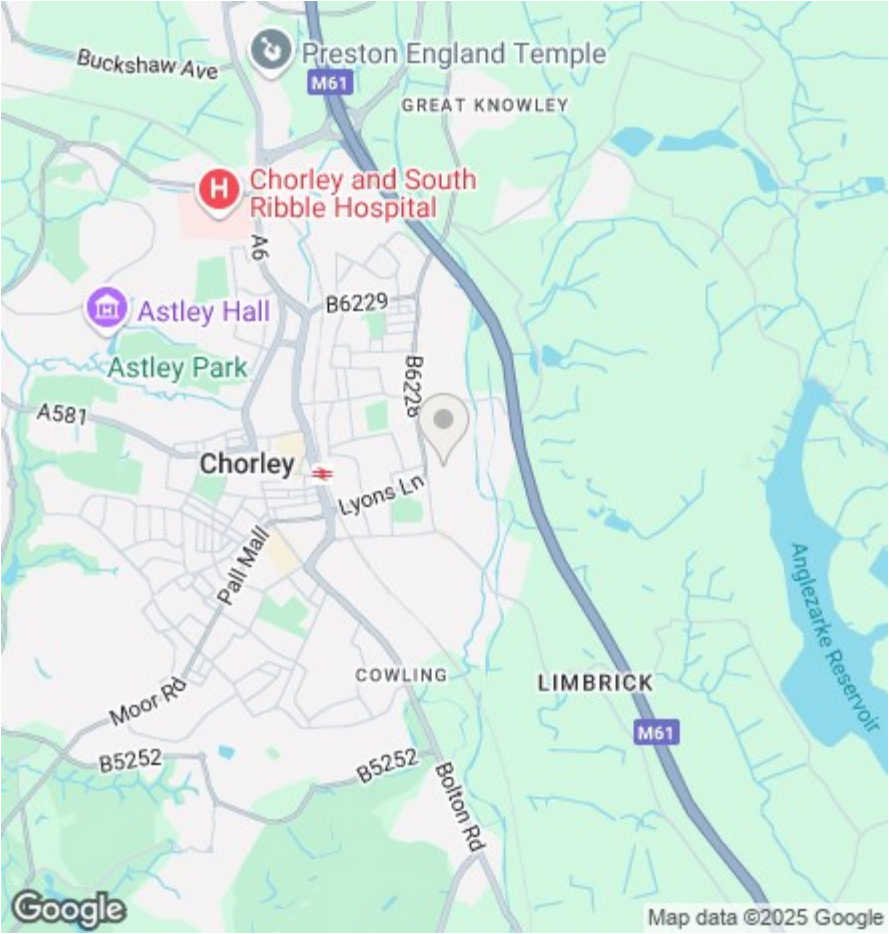 Buckshaw Ave
Preston England Temple
M61
GREAT KNOWLEY
H
Chorley and South
Ribble Hospital
A6
B6229
Astley Hall
Astley Park
B6228
A581
Chorley
Lyons Ln
Pall Mall
Anglezarke Reservoir
COWLING
LIMBRICK
Moor Rd
M61
B5252
B5252
Bolton Rd
Google
Map data ©2025 Google